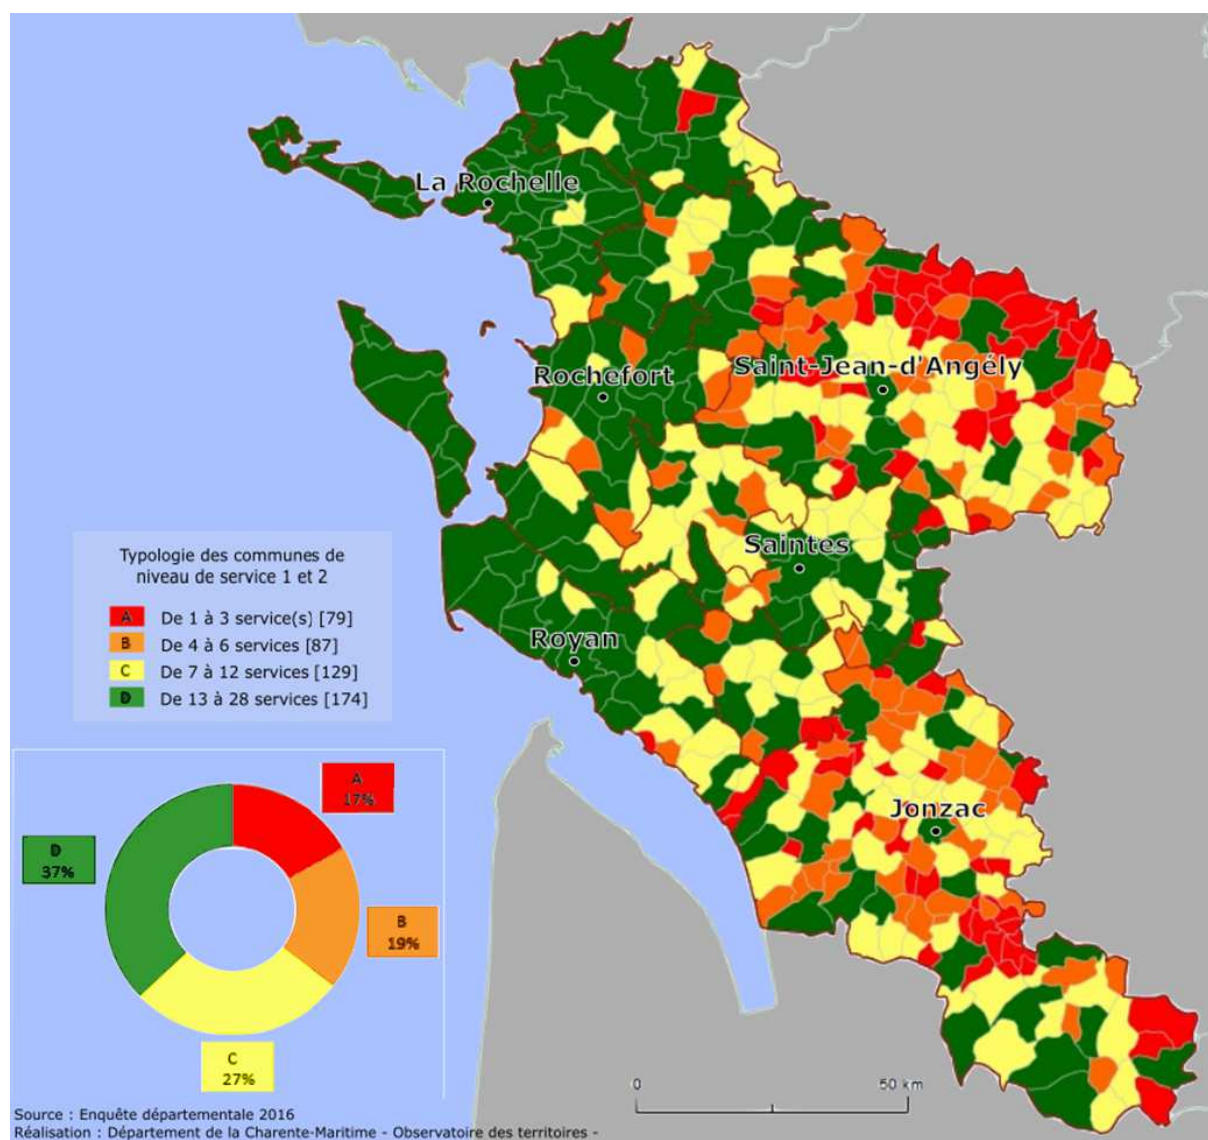 La Rochelle
Rochefort
Saint-Jean-d'Angély
Saintes
Royan
Jonzac
Typologie des communes de
niveau de service 1 et 2
A De 1 à 3 service(s) [79]
B De 4 à 6 services [87]
C De 7 à 12 services [129]
D De 13 à 28 services [174]
A
17%
D
37%
B
19%
C
27%
0 50 km
Source : Enquête départementale 2016
Réalisation : Département de la Charente-Maritime - Observatoire des territoires -